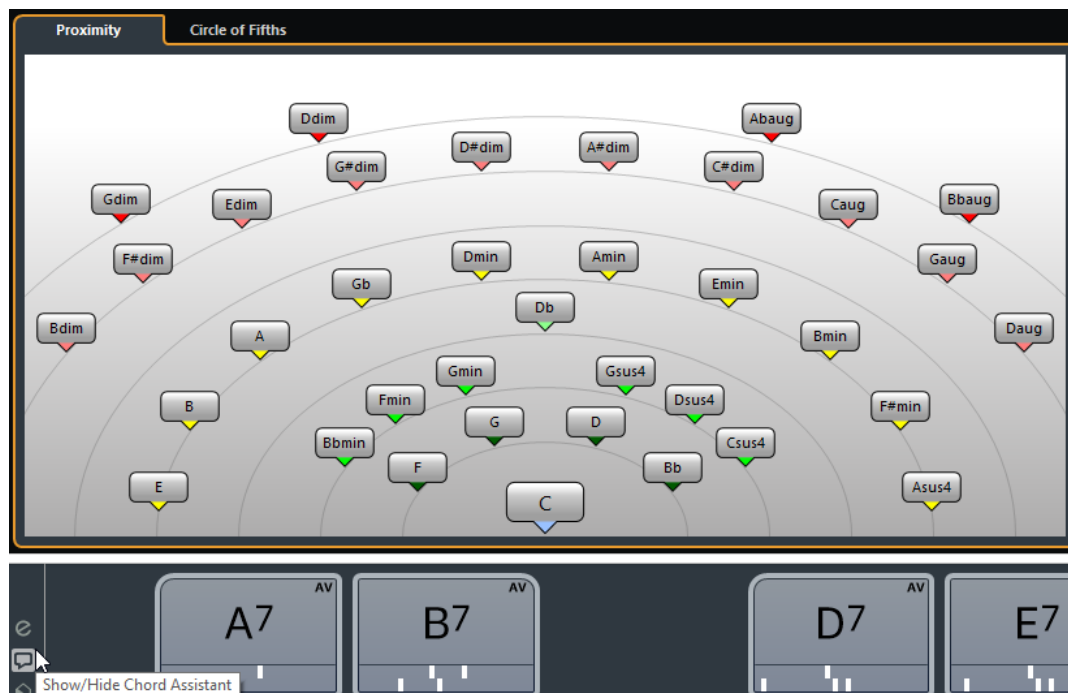 Proximity Circle of Fifths
Ddim Abaug
D#dim A#dim
G#dim C#dim
Gdim Edim Caug Bbaug
F#dim Dmin Amin Gaug
Gb Emin
Db
Bdim A Bmin Daug
Gmin Gsus4
Fmin Dsus4
B G D F#min
Bbmin Csus4
F Bb
E C Asus4
AV AV AV
A7 B7 D7 E7
e
Show/Hide Chord Assistant